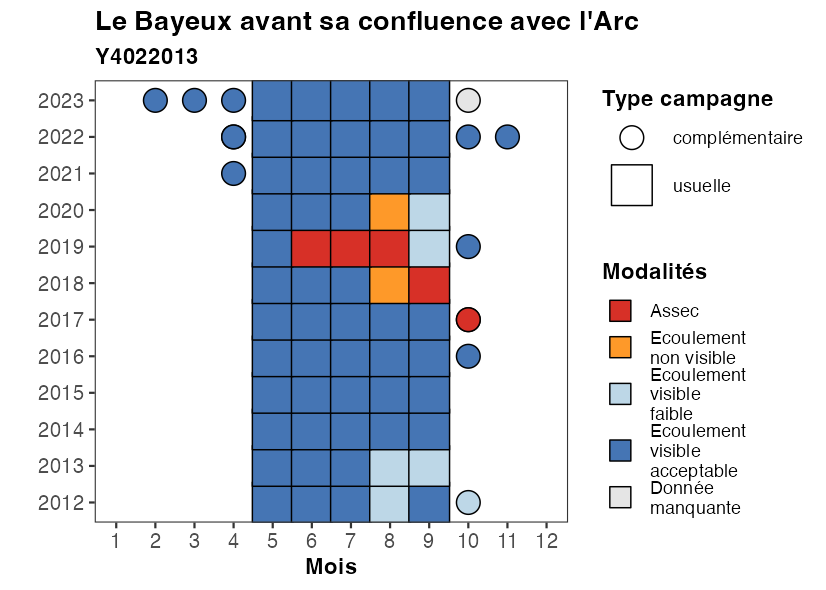 Le Bayeux avant sa confluence avec l'Arc
Y4022013
2023
2022
2021
2020
2019
2018
2017
2016
2015
2014
2013
2012
1 2 3 4 5 6 7 8 9 10 11 12
Mois
Type campagne
complémentaire
usuelle
Modalités
Assec
Ecoulement
non visible
Ecoulement
visible
faible
Ecoulement
visible
acceptable
Donnée
manquante